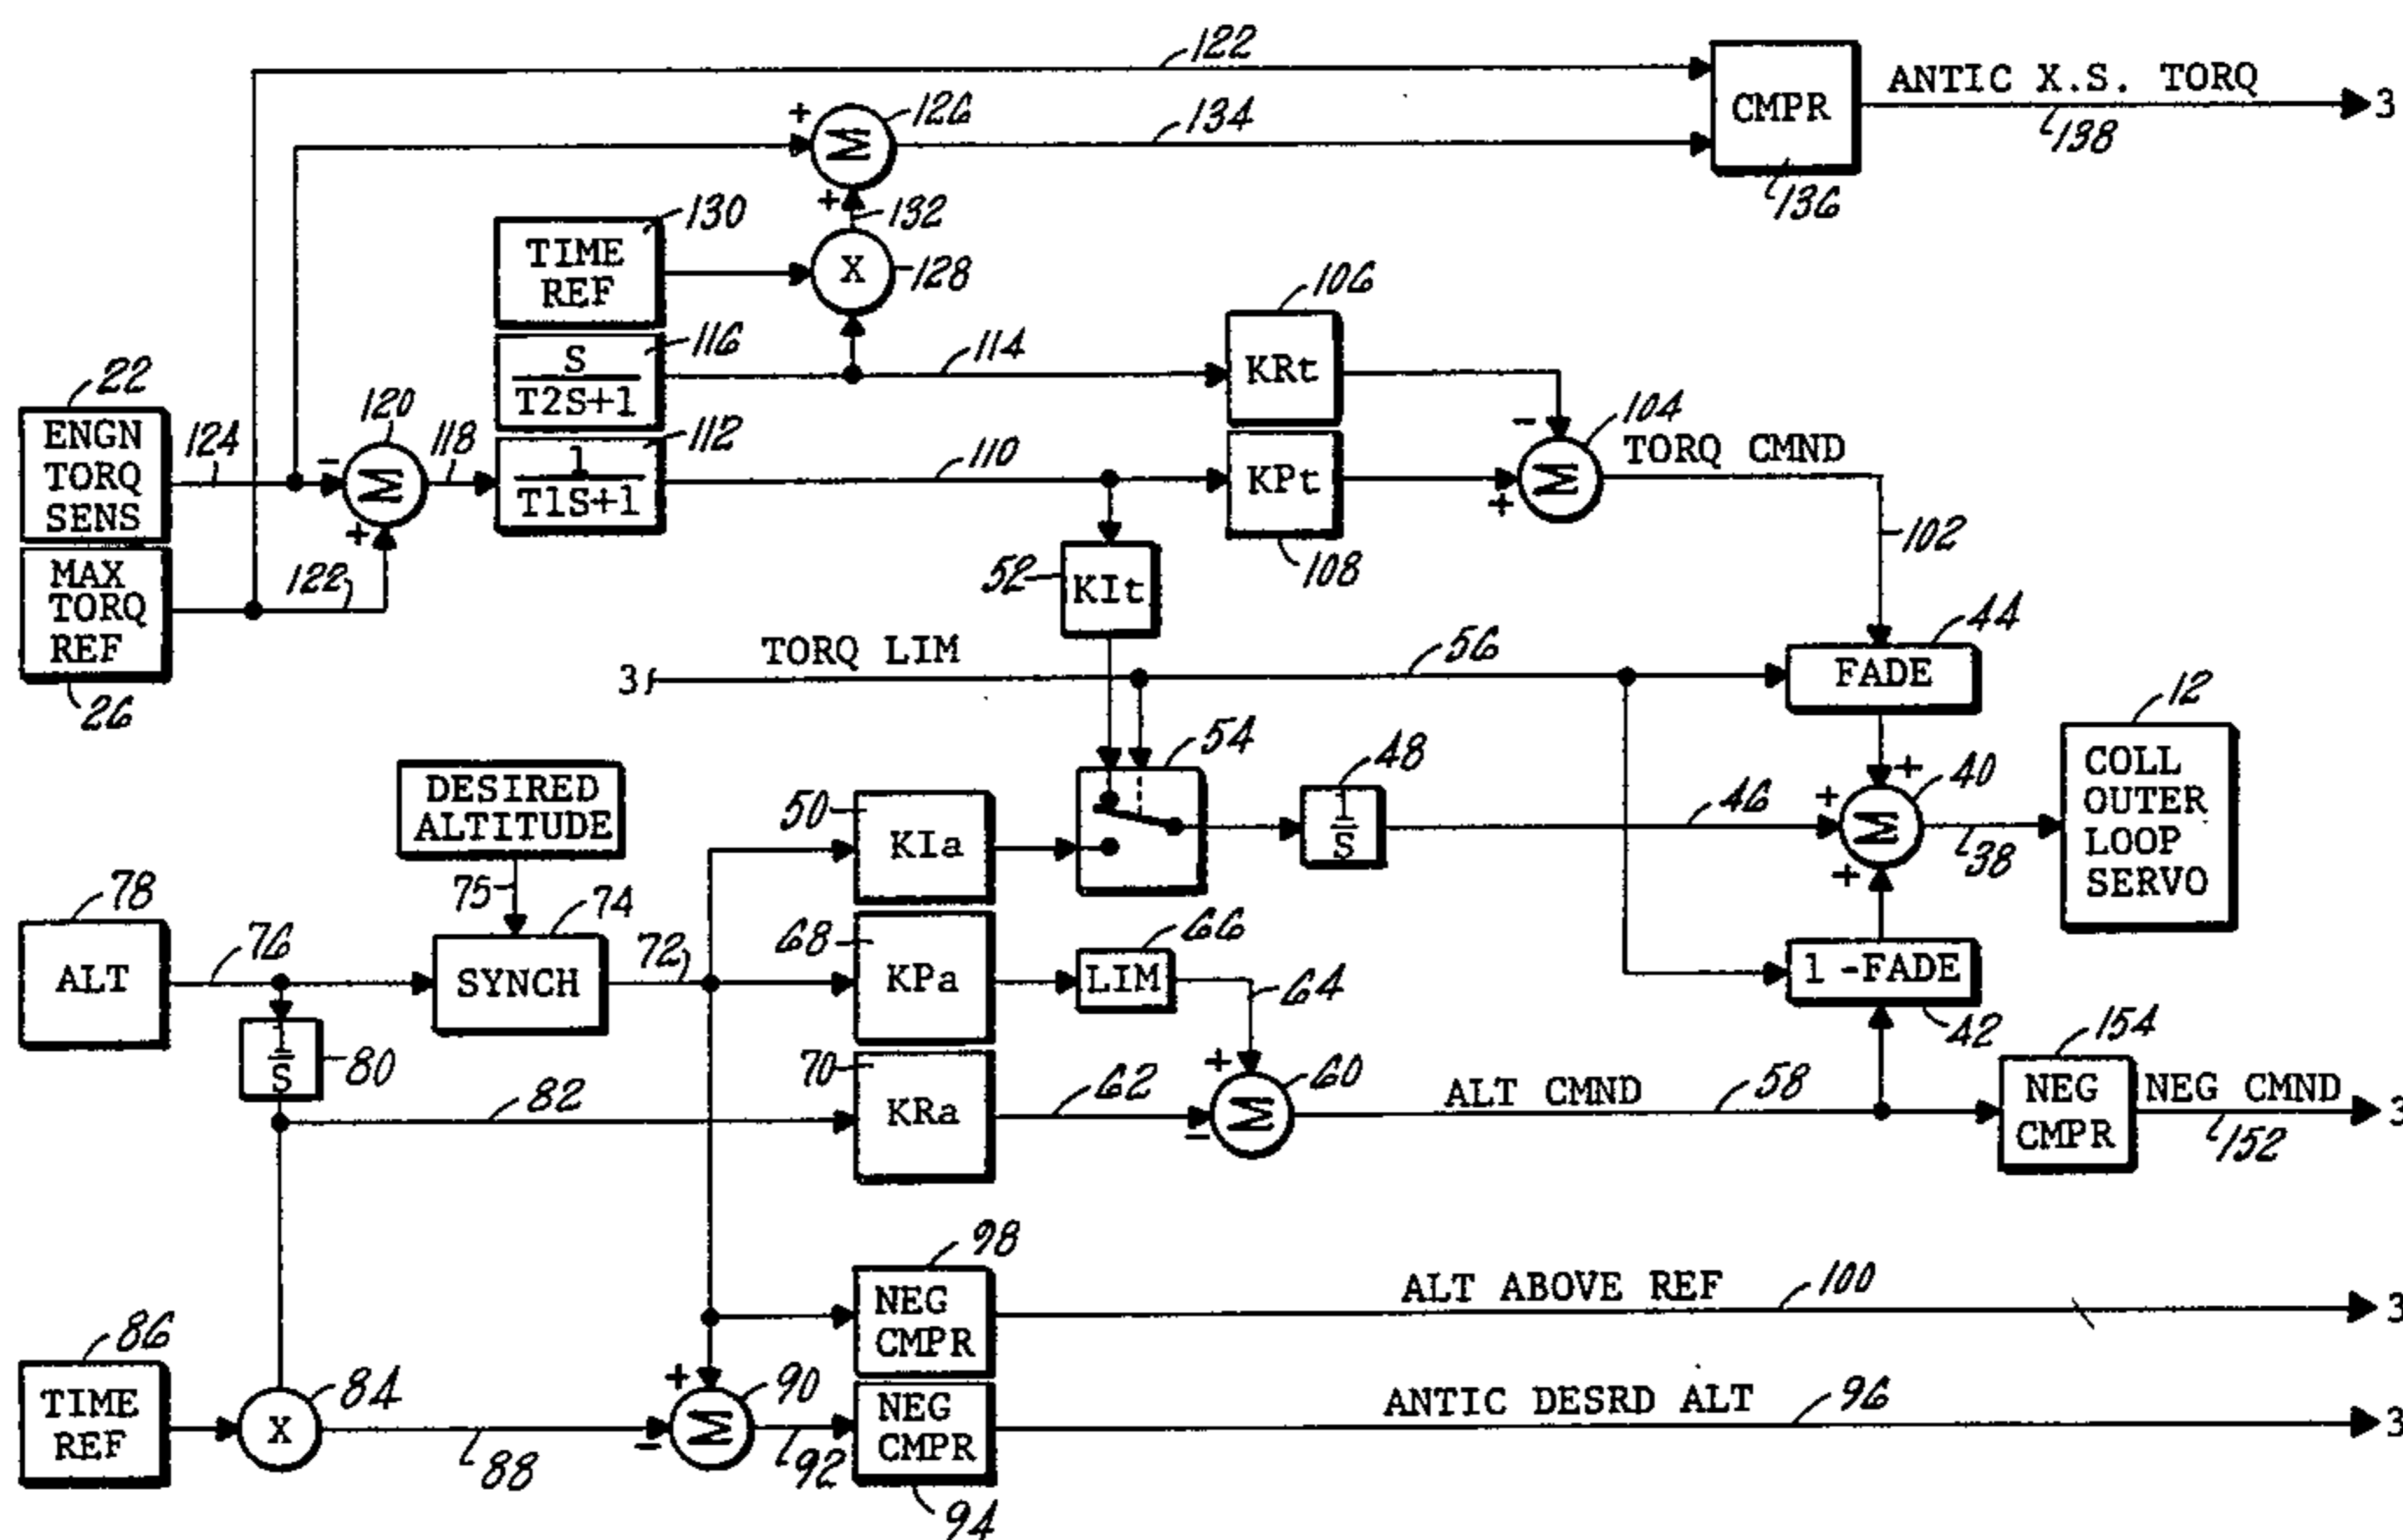 122
ANTIC X.S. TORQ
3
CMPR
138
136
+
126
Σ
+
134
132
130
TIME
REF
X
128
116
S
T2S+1
114
106
KRt
22
ENGN
TORQ
SENS
124
120
-
Σ
+
118
112
1
T1S+1
110
KPt
108
-
104
Σ
+
TORQ CMND
102
MAX
TORQ
REF
26
122
52
KIt
3
TORQ LIM
56
44
FADE
12
COLL
OUTER
LOOP
SERVO
DESIRED
ALTITUDE
75
50
KIa
54
48
1
S
46
+
+
40
Σ
+
38
78
ALT
76
74
SYNCH
72
68
KPa
66
LIM
64
1 -FADE
42
1
S
80
82
70
KRa
62
+
60
Σ
-
ALT CMND
58
154
NEG
CMPR
NEG CMND
3
152
98
NEG
CMPR
ALT ABOVE REF
100
3
86
TIME
REF
84
X
88
+
90
Σ
-
92
NEG
CMPR
94
ANTIC DESRD ALT
96
3